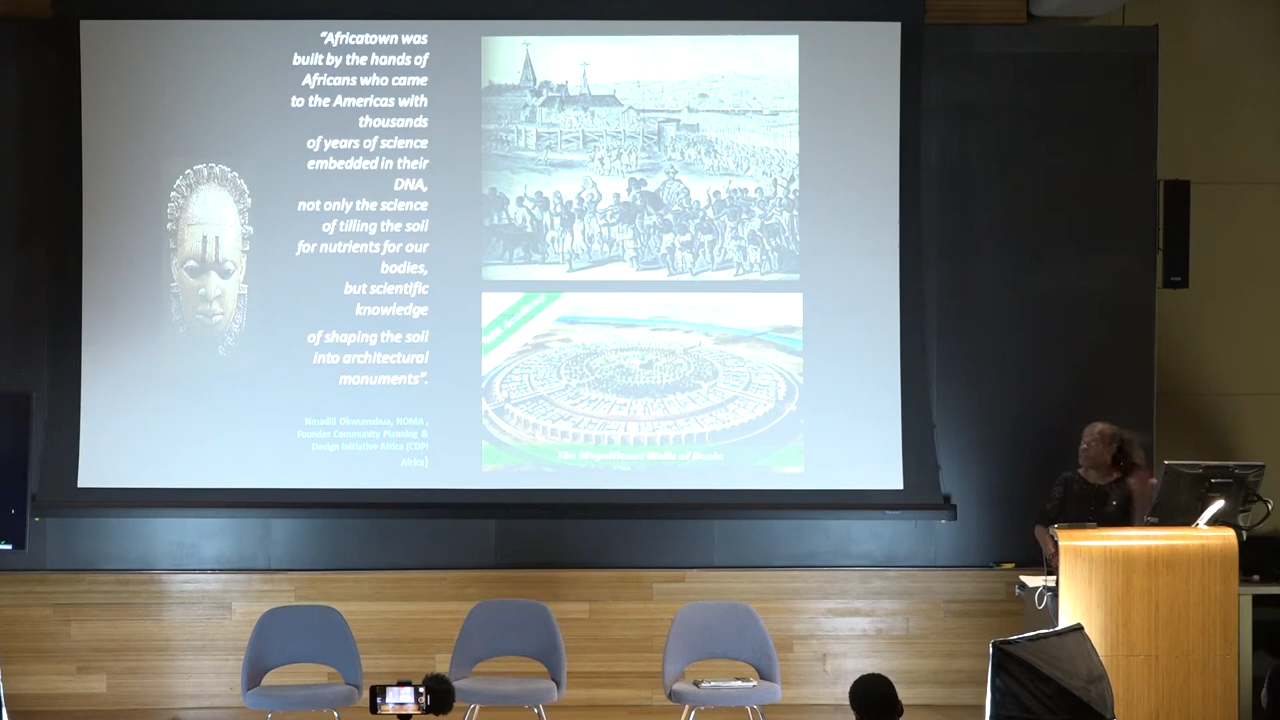 “Africatown was
built by the hands of
Africans who came
to the Americas with
thousands
of years of science
embedded in their
DNA,
not only the science
of tilling the soil
for nutrients for our
bodies,
but scientific
knowledge
of shaping the soil
into architectural
monuments”.
Nmadili Okwumabua, NOMA ,
Founder Community Planning &
Design Initiative Africa (CDPI
Africa)
The Magnificent Walls of Benin